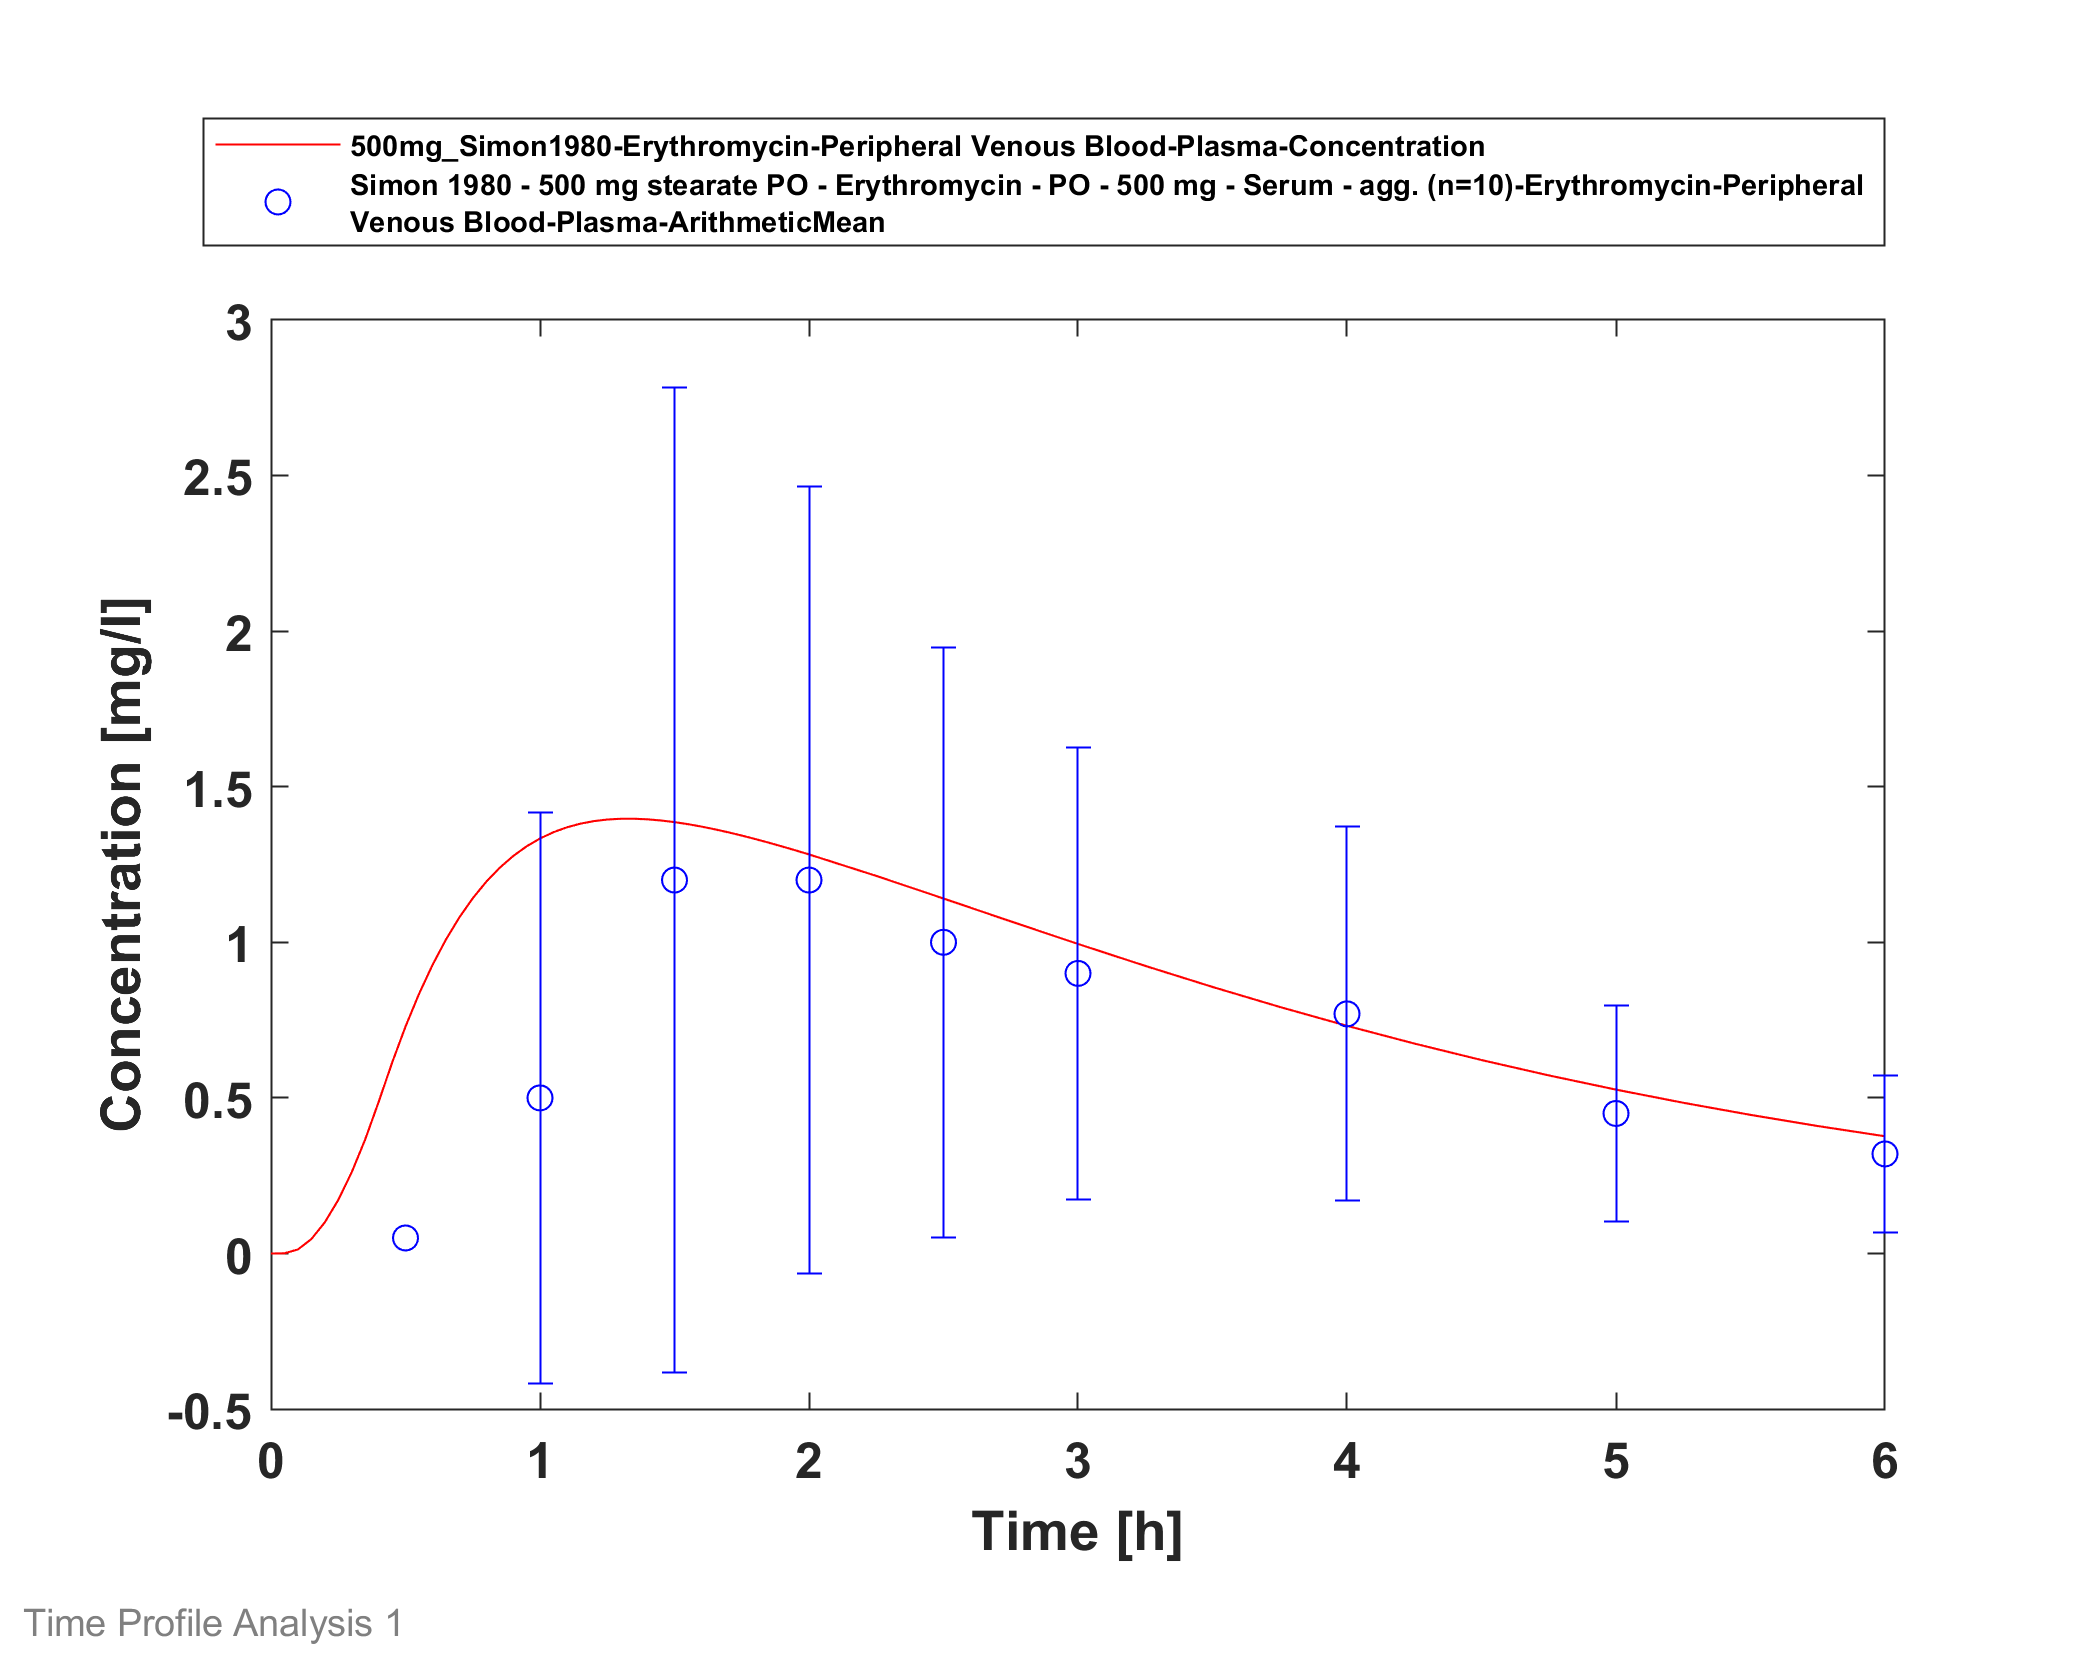 500mg_Simon1980-Erythromycin-Peripheral Venous Blood-Plasma-Concentration
Simon 1980 - 500 mg stearate PO - Erythromycin - PO - 500 mg - Serum - agg. (n=10)-Erythromycin-Peripheral
Venous Blood-Plasma-ArithmeticMean
3
2.5
2
1.5
1
0.5
0
-0.5
Concentration [mg/l]
0 1 2 3 4 5 6
Time [h]
Time Profile Analysis 1